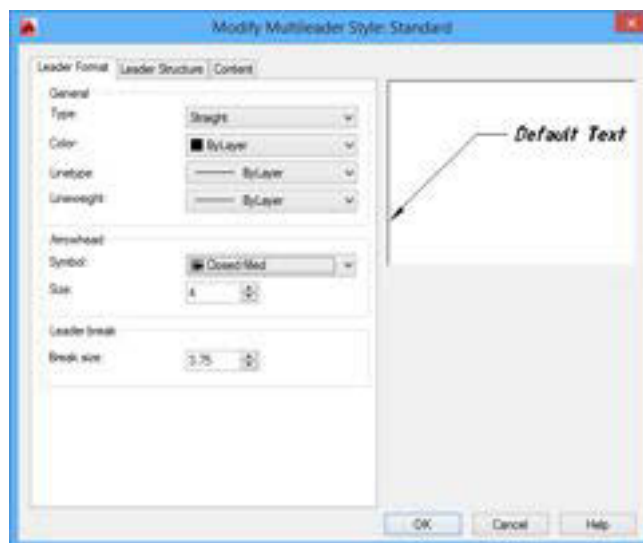 Modify Multileader Style: Standard
Leader Format Leader Structure Content
General
Type: Straight
Color: ByLayer
Linetype: ByLayer
Lineweight: ByLayer
Arrowhead
Symbol: Closed filled
Size: 4
Leader break
Break size: 3.75
Default Text
OK Cancel Help